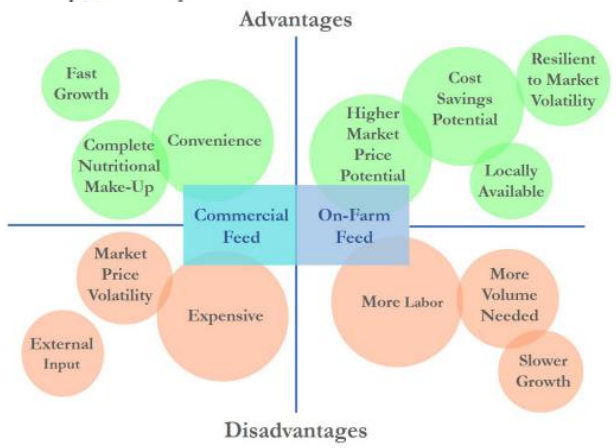 Advantages
Fast
Growth
Convenience
Complete
Nutritional
Make-Up
Higher
Market
Price
Potential
Cost
Savings
Potential
Resilient
to Market
Volatility
Locally
Available
Commercial
Feed
On-Farm
Feed
Market
Price
Volatility
Expensive
External
Input
More Labor
More
Volume
Needed
Slower
Growth
Disadvantages